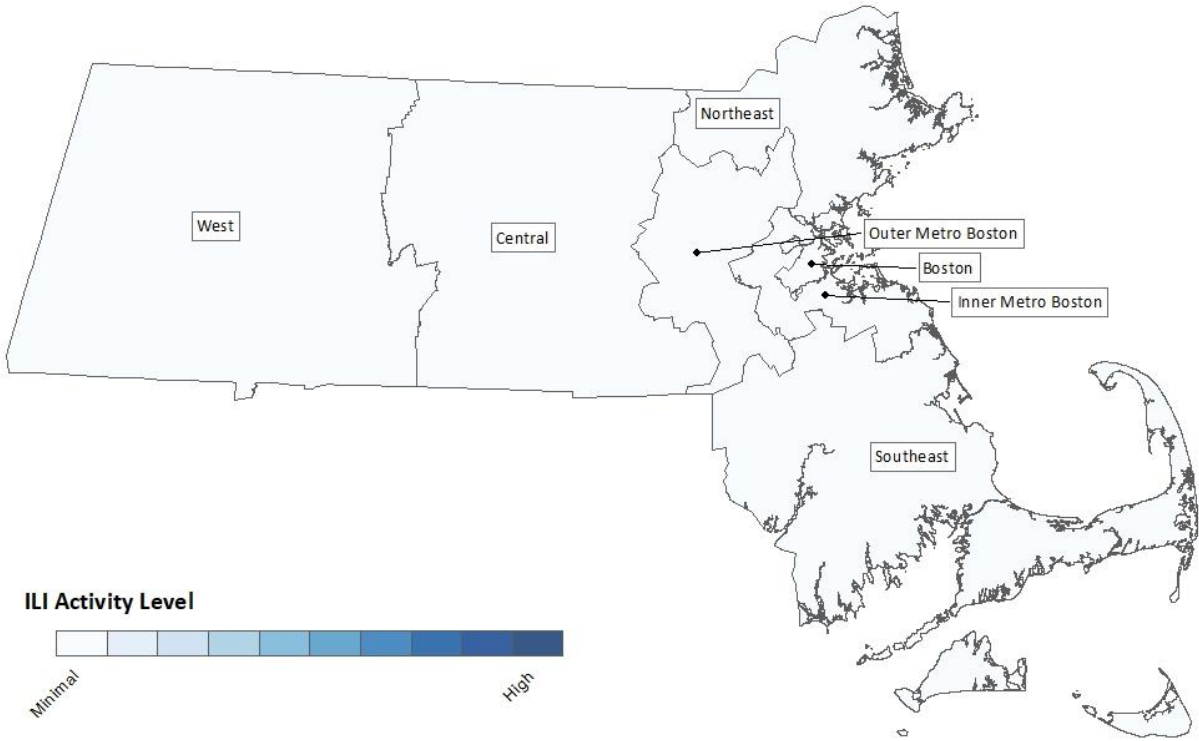 Northeast
West
Central
Outer Metro Boston
Boston
Inner Metro Boston
Southeast
ILI Activity Level
Minimal
High